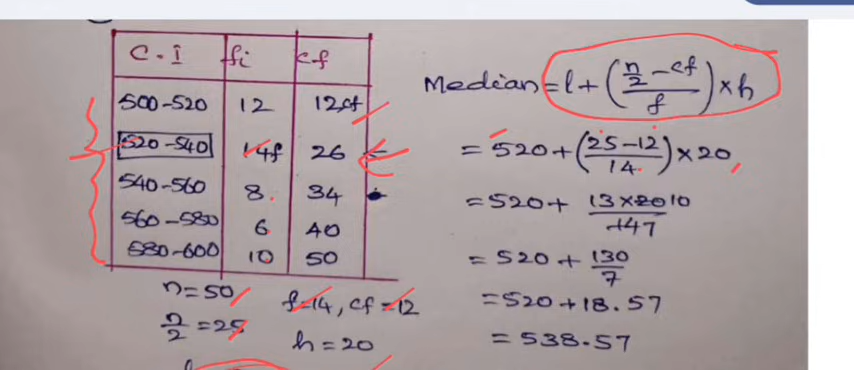 C.I fi cf
500-520 12 12cf
520-540 14f 26
540-560 8 34
560-580 6 40
580-600 10 50
n=50
n/2 =25
f=14, cf=12
h=20
Median=l+(n/2-cf/f)×h
=520+(25-12/14)×20
=520+ 13×20 10/14 7
=520+130/7
=520+18.57
=538.57